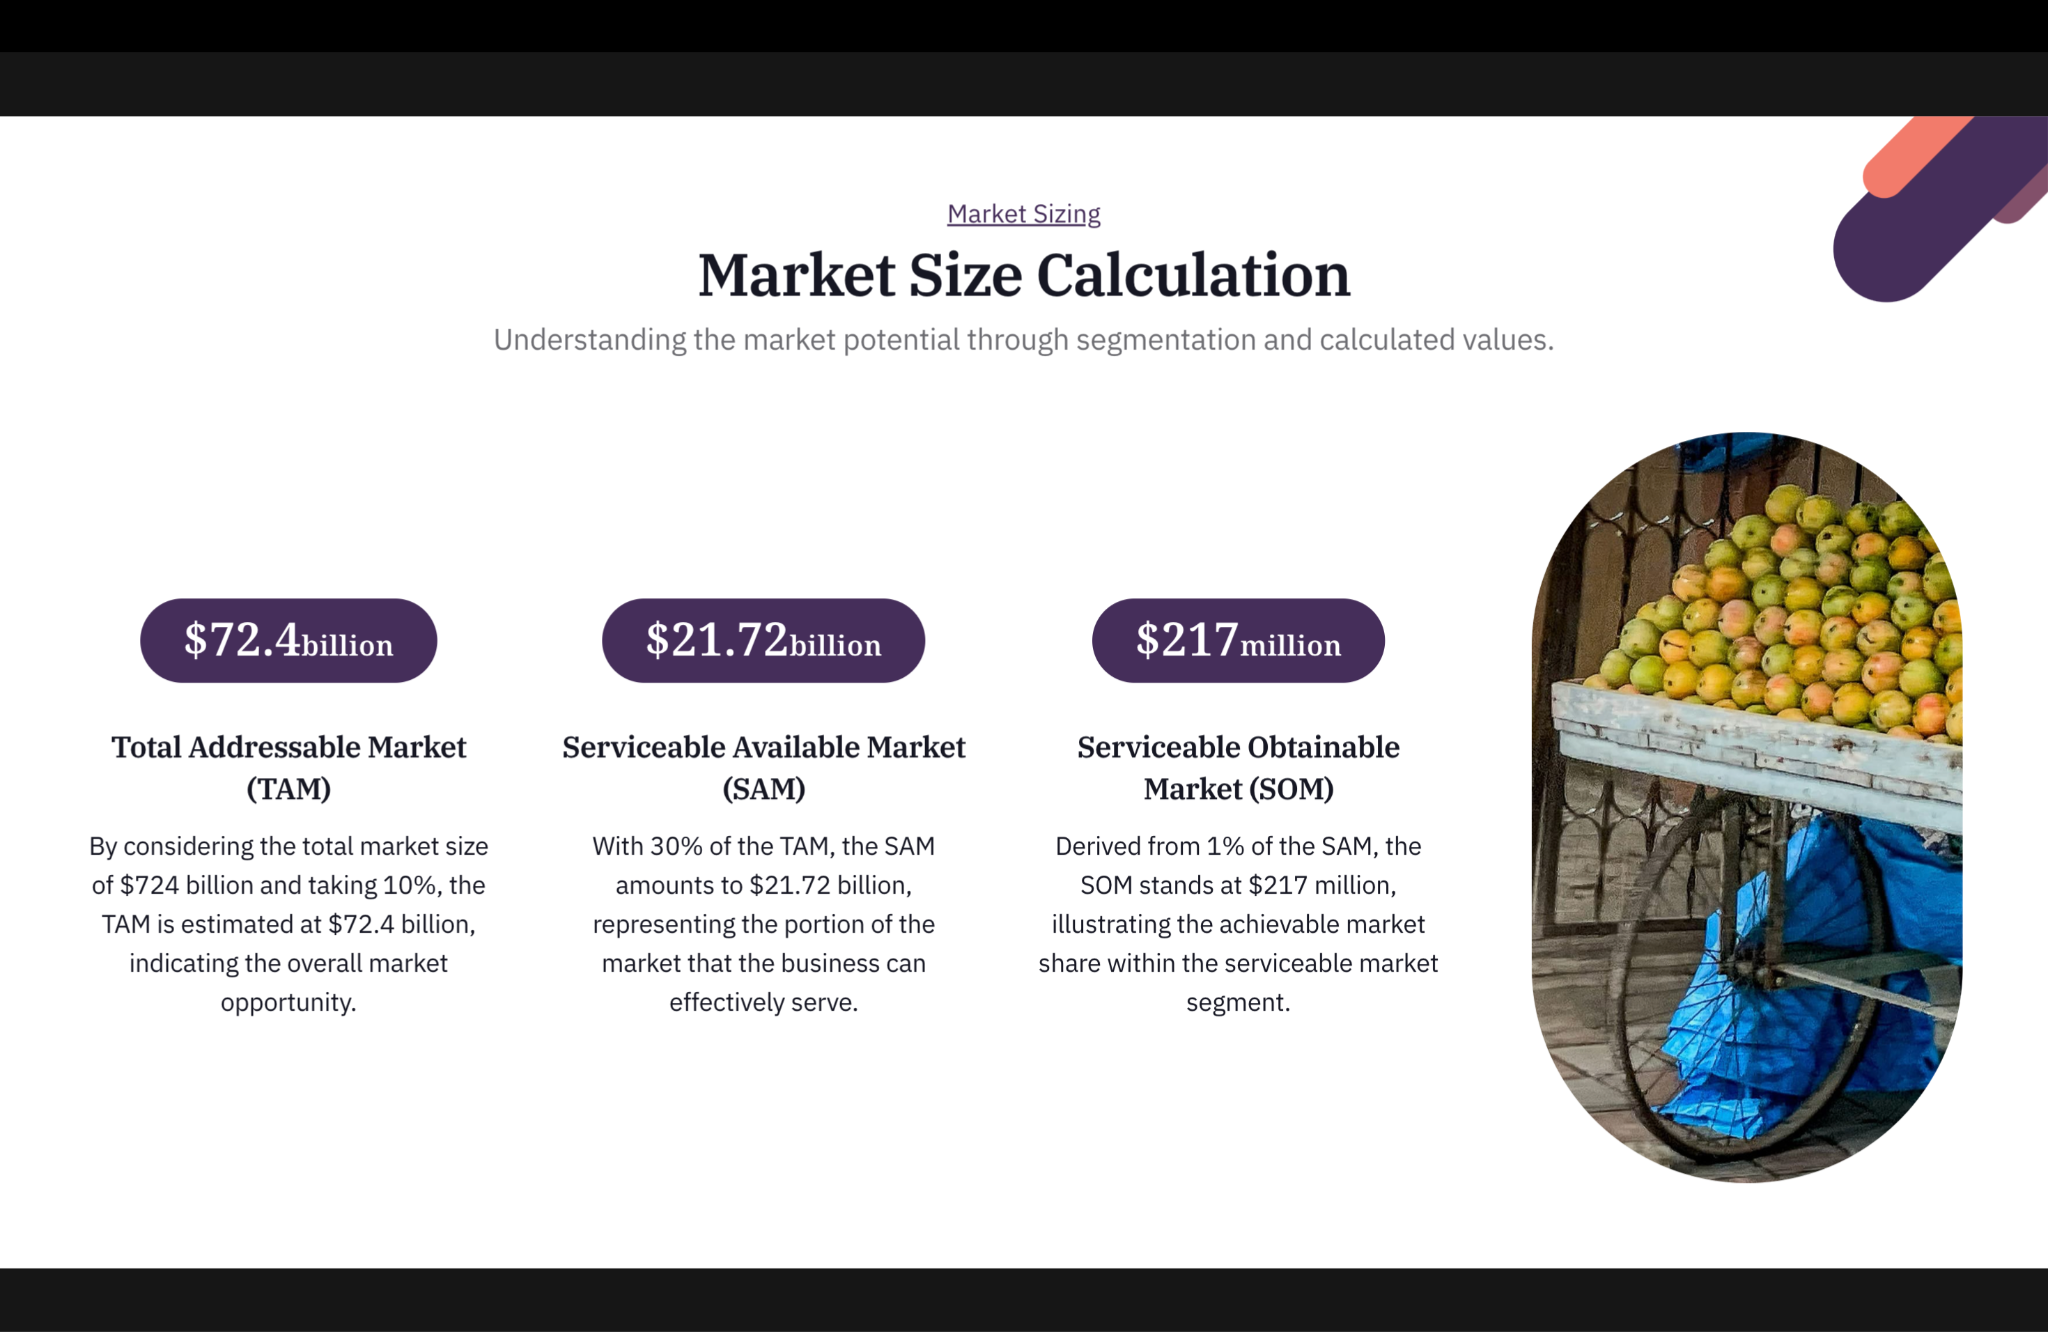 Market Sizing
Market Size Calculation
Understanding the market potential through segmentation and calculated values.
$72.4billion
Total Addressable Market
(TAM)
By considering the total market size
of $724 billion and taking 10%, the
TAM is estimated at $72.4 billion,
indicating the overall market
opportunity.
$21.72billion
Serviceable Available Market
(SAM)
With 30% of the TAM, the SAM
amounts to $21.72 billion,
representing the portion of the
market that the business can
effectively serve.
$217million
Serviceable Obtainable
Market (SOM)
Derived from 1% of the SAM, the
SOM stands at $217 million,
illustrating the achievable market
share within the serviceable market
segment.